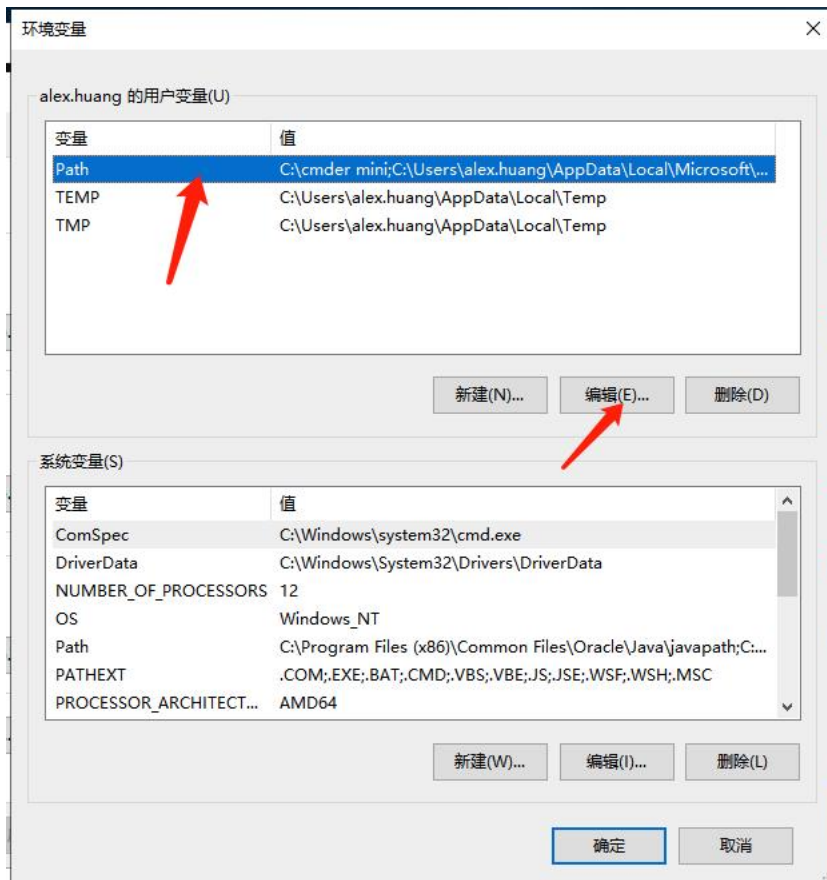 环境变量
alex.huang 的用户变量(U)
变量 值
Path C:\cmder mini;C:\Users\alex.huang\AppData\Local\Microsoft\...
TEMP C:\Users\alex.huang\AppData\Local\Temp
TMP C:\Users\alex.huang\AppData\Local\Temp
新建(N)... 编辑(E)... 删除(D)
系统变量(S)
变量 值
ComSpec C:\Windows\system32\cmd.exe
DriverData C:\Windows\System32\Drivers\DriverData
NUMBER_OF_PROCESSORS 12
OS Windows_NT
Path C:\Program Files (x86)\Common Files\Oracle\Java\javapath;C:...
PATHEXT .COM;.EXE;.BAT;.CMD;.VBS;.VBE;.JS;.JSE;.WSF;.WSH;.MSC
PROCESSOR_ARCHITECT... AMD64
新建(W)... 编辑(I)... 删除(L)
确定 取消